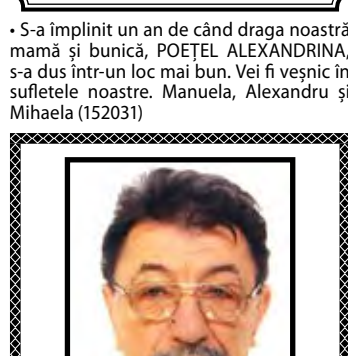 • S-a împlinit un an de când draga noastră
mamă și bunică, POEȚEL ALEXANDRINA,
s-a dus într-un loc mai bun. Vei fi veșnic în
sufletele noastre. Manuela, Alexandru și
Mihaela (152031)